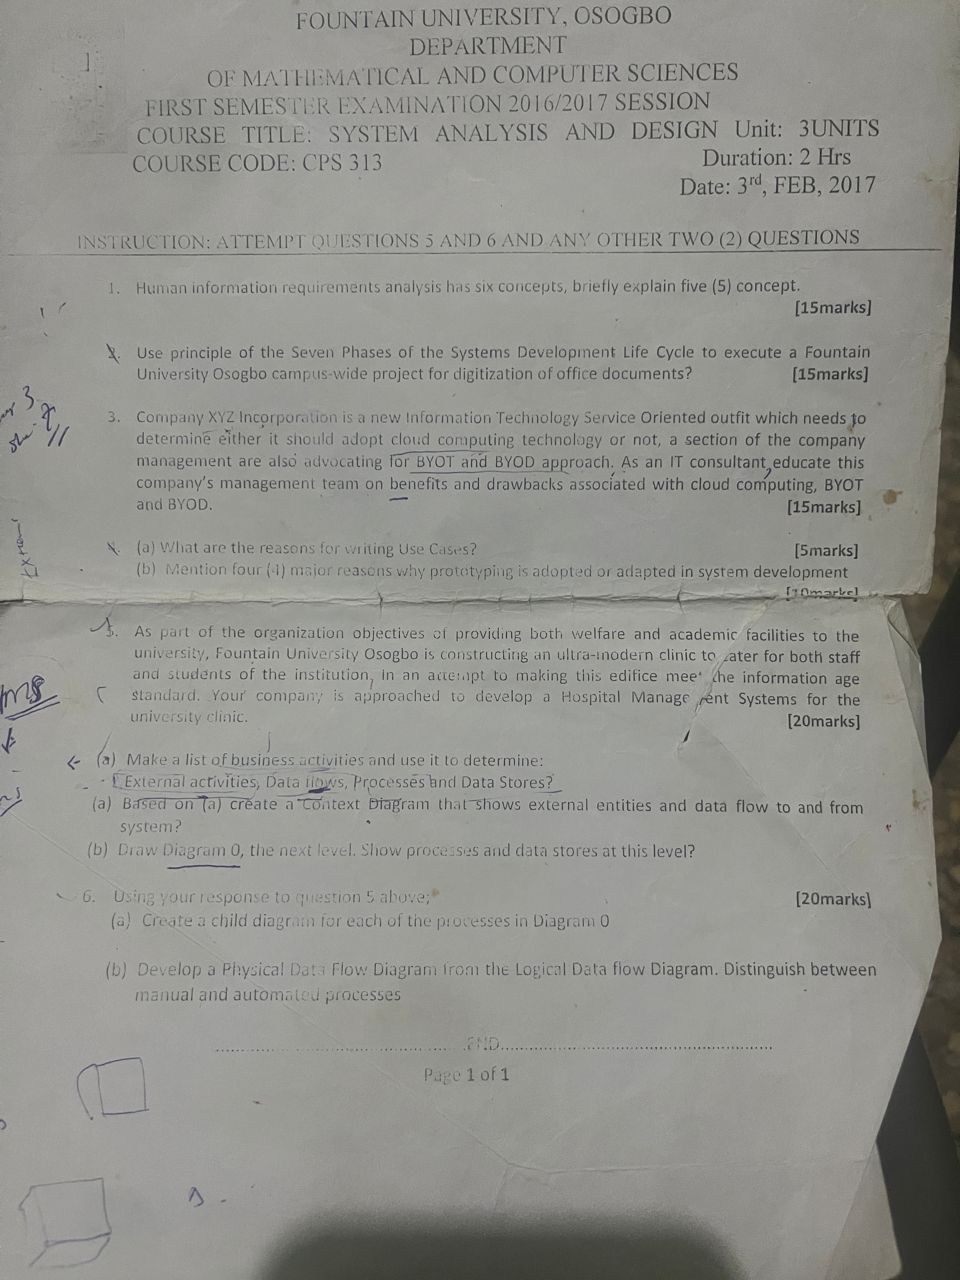 1
FOUNTAIN UNIVERSITY, OSOGBO
DEPARTMENT
OF MATHEMATICAL AND COMPUTER SCIENCES
FIRST SEMESTER EXAMINATION 2016/2017 SESSION
COURSE TITLE: SYSTEM ANALYSIS AND DESIGN Unit: 3UNITS
COURSE CODE: CPS 313 Duration: 2 Hrs
Date: 3rd, FEB, 2017
INSTRUCTION: ATTEMPT QUESTIONS 5 AND 6 AND ANY OTHER TWO (2) QUESTIONS
1. Human information requirements analysis has six concepts, briefly explain five (5) concept.
[15marks]
2. Use principle of the Seven Phases of the Systems Development Life Cycle to execute a Fountain
University Osogbo campus-wide project for digitization of office documents? [15marks]
3. Company XYZ Incorporation is a new Information Technology Service Oriented outfit which needs to
determine either it should adopt cloud computing technology or not, a section of the company
management are also advocating for BYOT and BYOD approach. As an IT consultant, educate this
company's management team on benefits and drawbacks associated with cloud computing, BYOT
and BYOD. [15marks]
4. (a) What are the reasons for writing Use Cases? [5marks]
(b) Mention four (4) major reasons why prototyping is adopted or adapted in system development
[10marks]
5. As part of the organization objectives of providing both welfare and academic facilities to the
university, Fountain University Osogbo is constructing an ultra-modern clinic to cater for both staff
and students of the institution, In an attempt to making this edifice meet the information age
standard. Your company is approached to develop a Hospital Management Systems for the
university clinic. [20marks]
(a) Make a list of business activities and use it to determine:
External activities, Data flows, Processes and Data Stores?
(a) Based on (a) create a Context Diagram that shows external entities and data flow to and from
system?
(b) Draw Diagram 0, the next level. Show processes and data stores at this level?
6. Using your response to question 5 above; [20marks]
(a) Create a child diagram for each of the processes in Diagram 0
(b) Develop a Physical Data Flow Diagram from the Logical Data flow Diagram. Distinguish between
manual and automated processes
END
Page 1 of 1